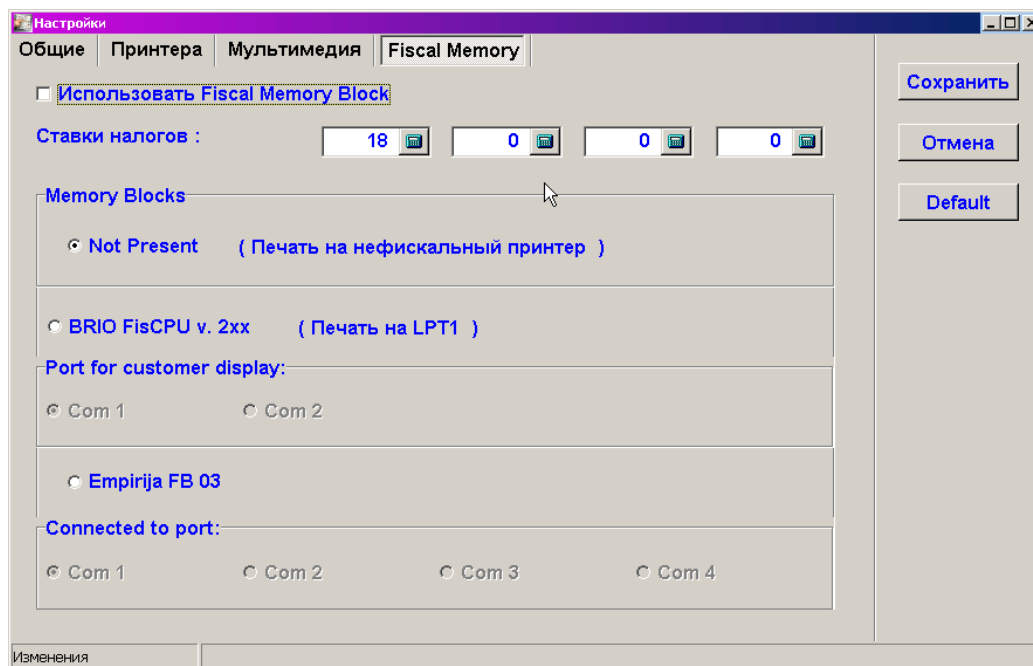 Настройки
Общие Принтера Мультимедия Fiscal Memory
Использовать Fiscal Memory Block
Сохранить
Ставки налогов : 18 0 0 0
Отмена
Memory Blocks
Default
Not Present ( Печать на нефискальный принтер )
BRIO FisCPU v. 2xx ( Печать на LPT1 )
Port for customer display:
Com 1 Com 2
Empirija FB 03
Connected to port:
Com 1 Com 2 Com 3 Com 4
Изменения